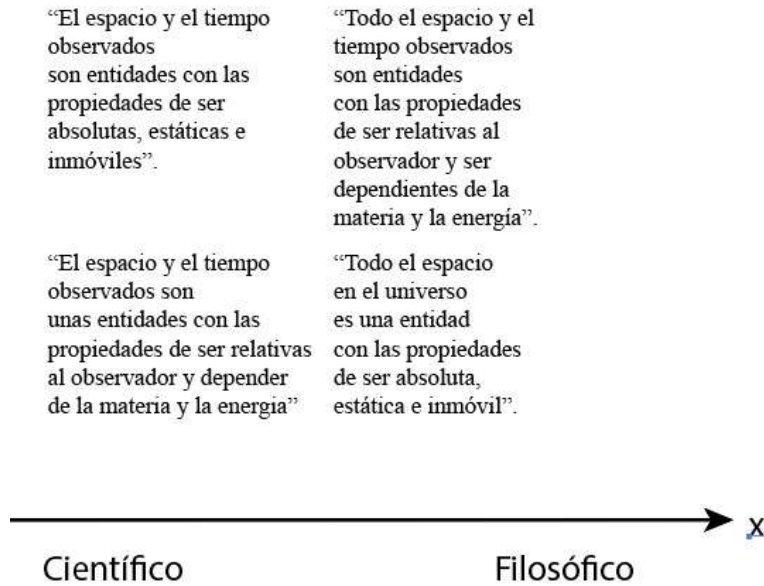 “El espacio y el tiempo
observados
son entidades con las
propiedades de ser
absolutas, estáticas e
inmóviles”.
“Todo el espacio y el
tiempo observados
son entidades
con las propiedades
de ser relativas al
observador y ser
dependientes de la
materia y la energía”.
“El espacio y el tiempo
observados son
unas entidades con las
propiedades de ser relativas
al observador y depender
de la materia y la energia”
“Todo el espacio
en el universo
es una entidad
con las propiedades
de ser absoluta,
estática e inmóvil”.
X
Científico
Filosófico